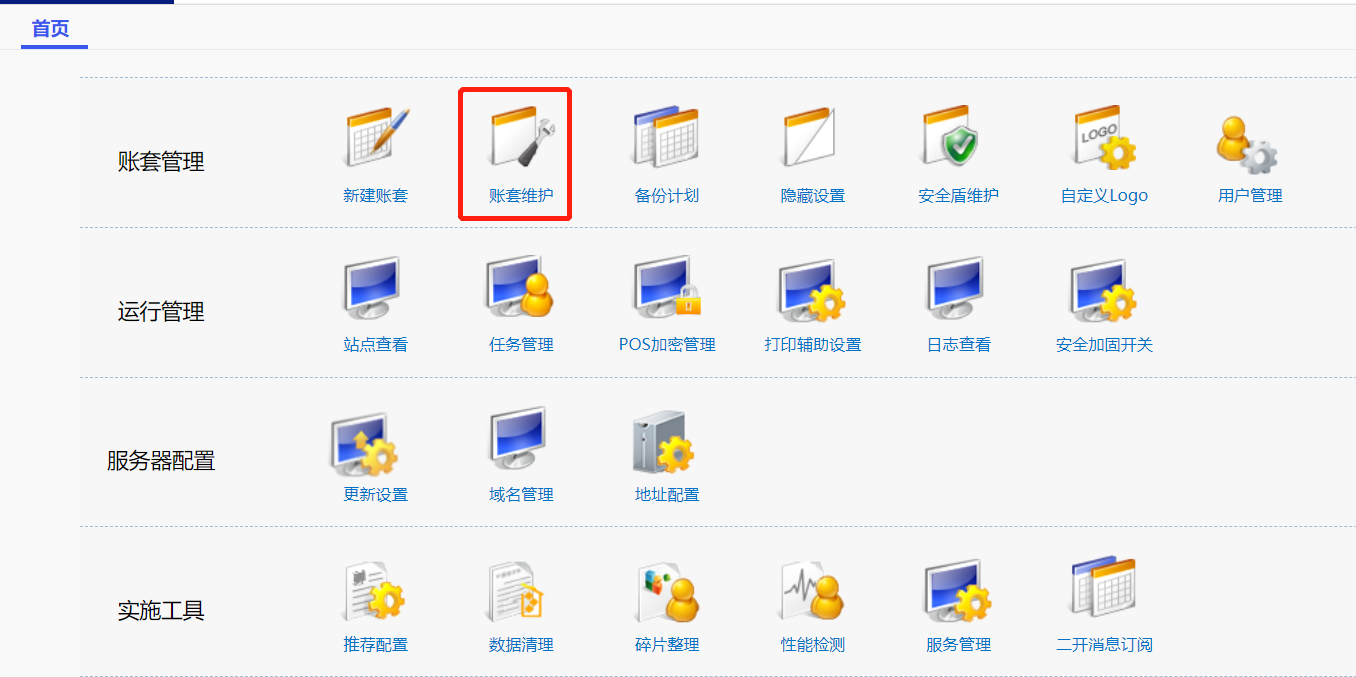 首页
账套管理
新建账套
账套维护
备份计划
隐藏设置
安全盾维护
LOGO
自定义Logo
用户管理
运行管理
站点查看
任务管理
POS加密管理
打印辅助设置
日志查看
安全加固开关
服务器配置
更新设置
域名管理
地址配置
实施工具
推荐配置
数据清理
碎片整理
性能检测
服务管理
二开消息订阅